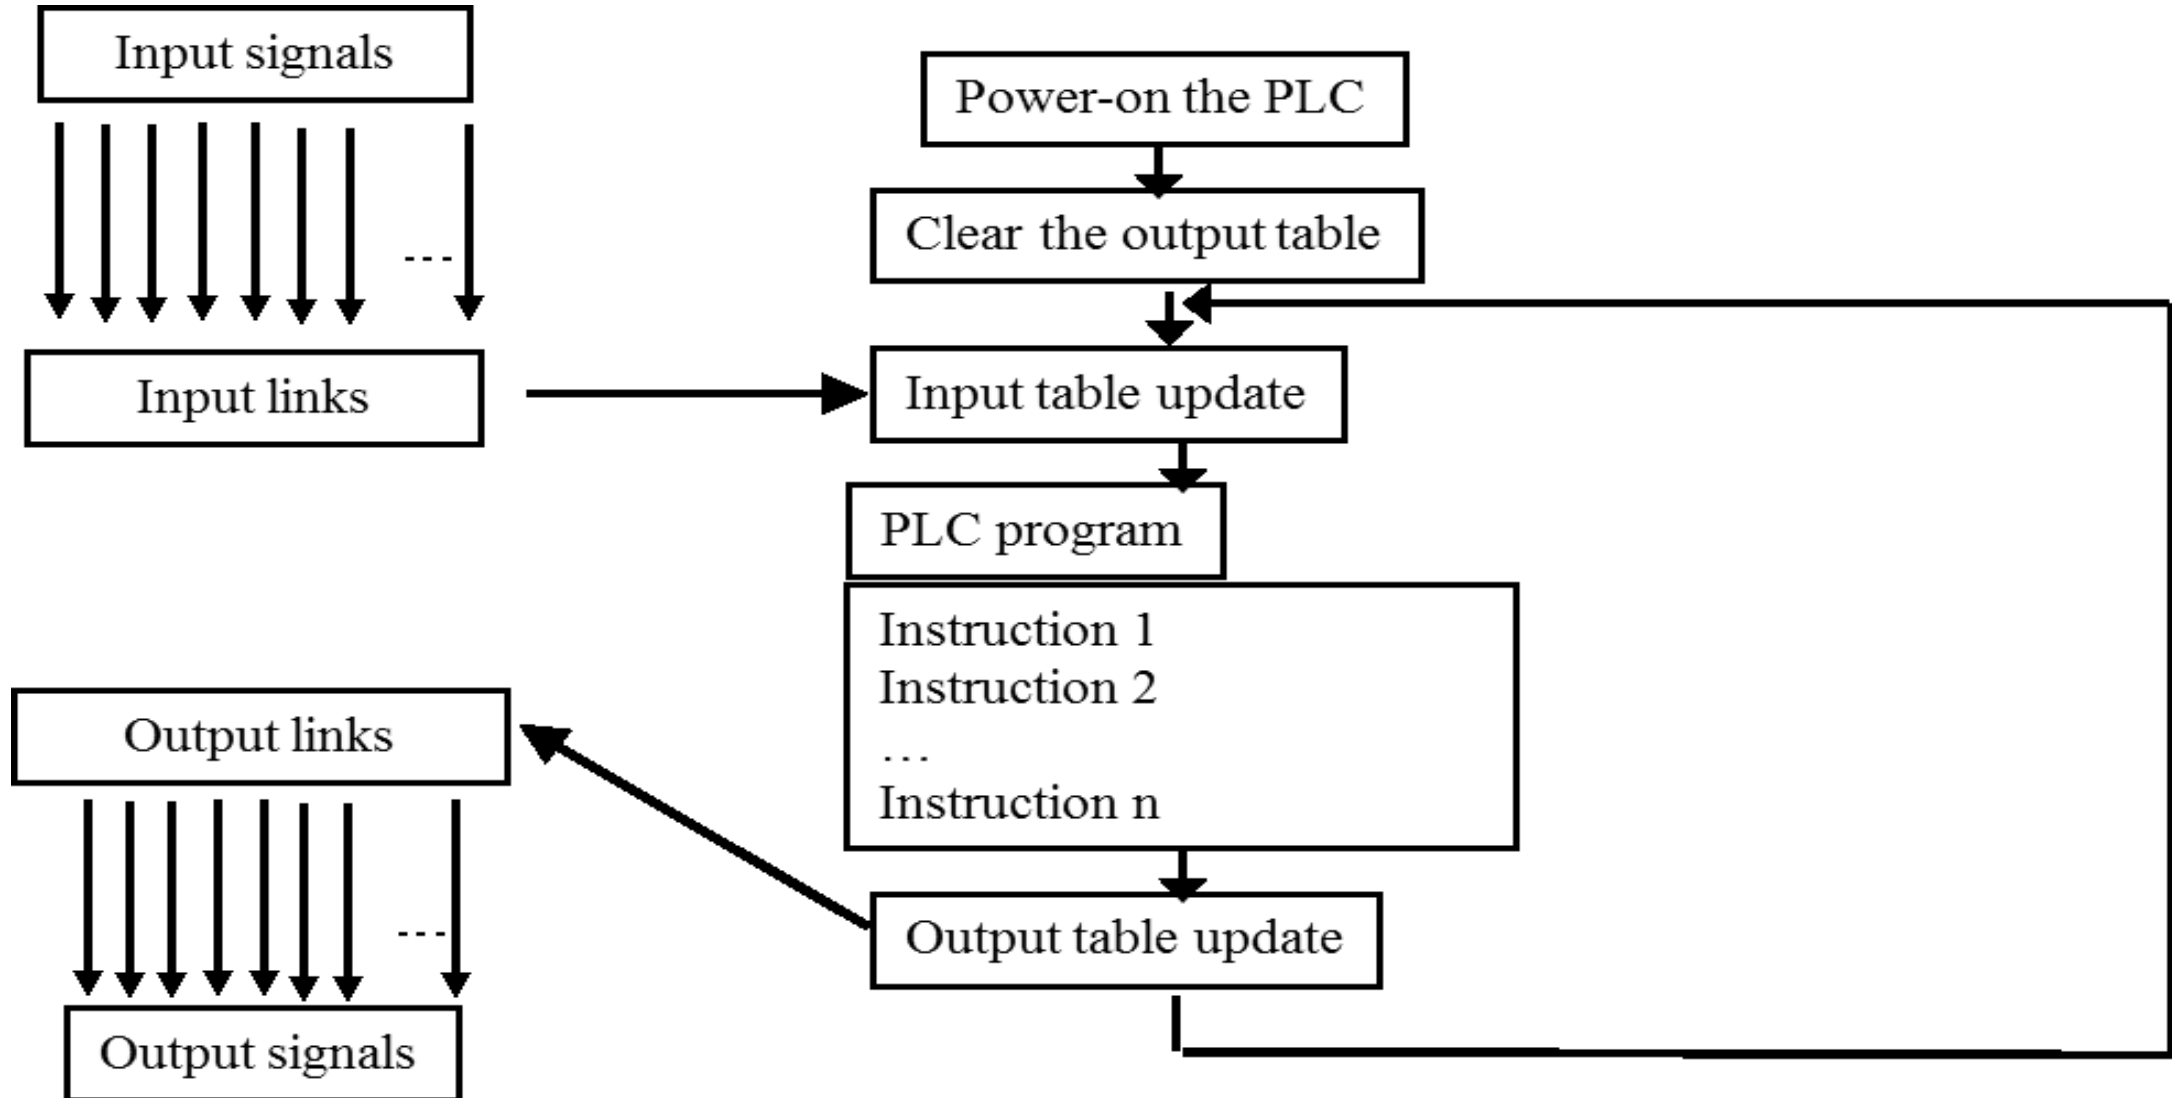 Input signals
Power-on the PLC
Clear the output table
---
Input links
Input table update
PLC program
Instruction 1
Instruction 2
...
Instruction n
Output links
---
Output table update
Output signals